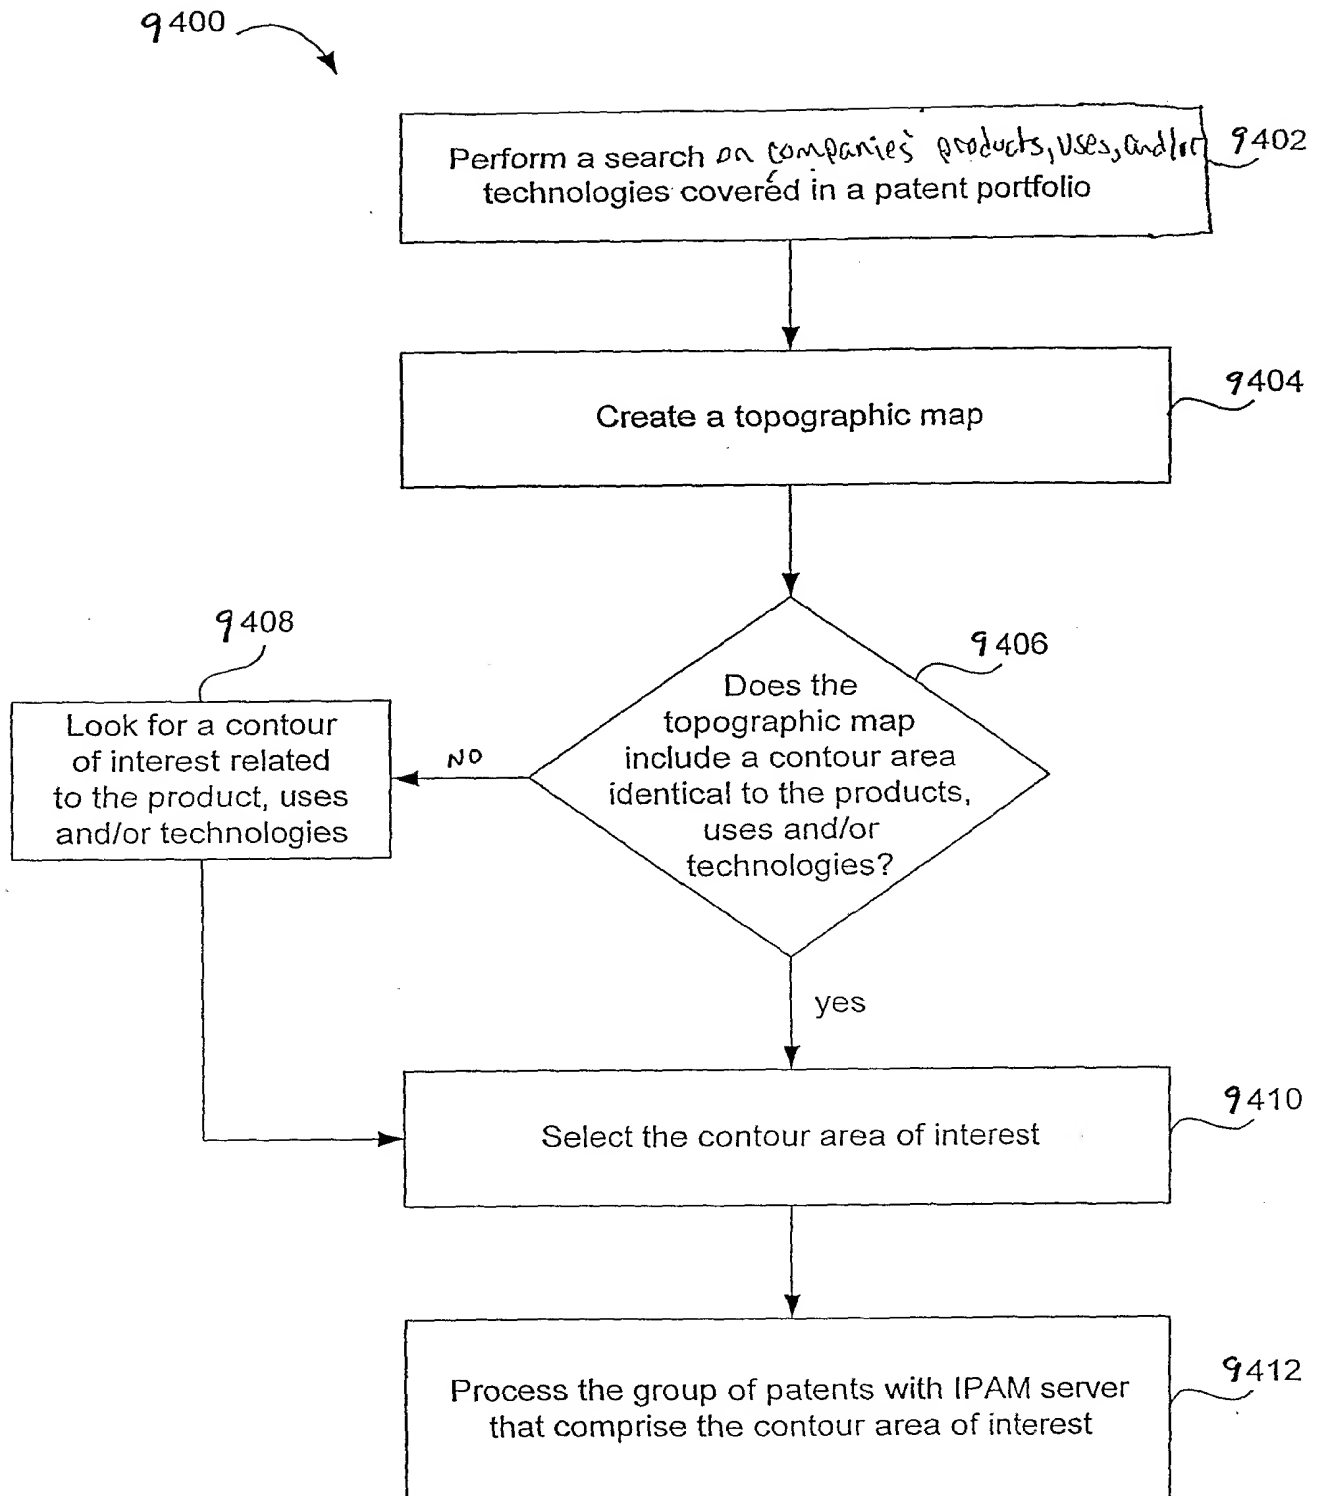 9400
Perform a search on companies' products, uses, and/or
technologies covered in a patent portfolio
9402
Create a topographic map
9404
9408
9406
Does the
topographic map
include a contour area
identical to the products,
uses and/or
technologies?
Look for a contour
of interest related
to the product, uses
and/or technologies
NO
yes
Select the contour area of interest
9410
Process the group of patents with IPAM server
that comprise the contour area of interest
9412